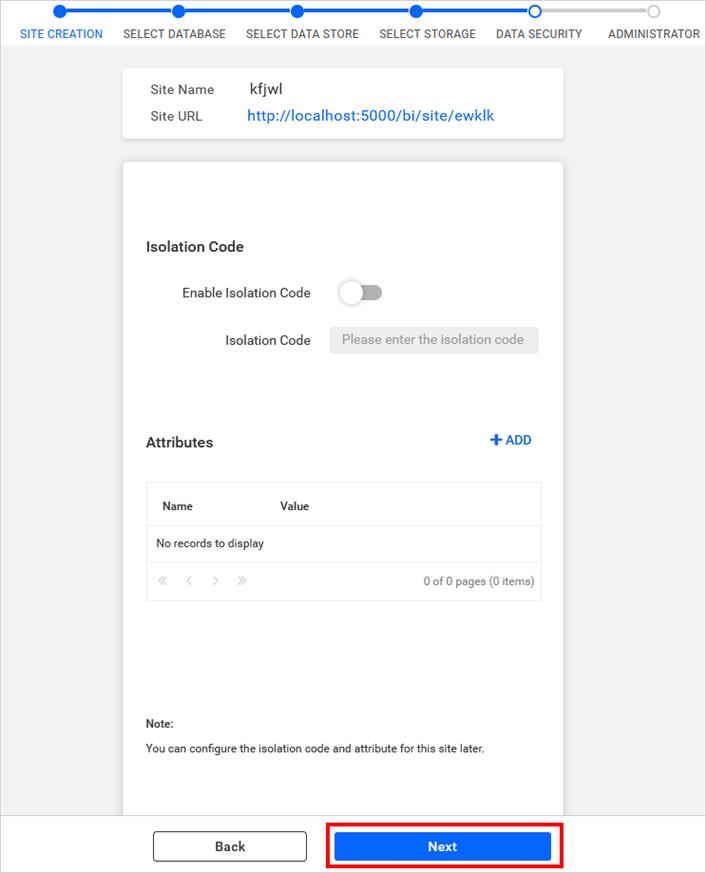 SITE CREATION SELECT DATABASE SELECT DATA STORE SELECT STORAGE DATA SECURITY ADMINISTRATOR
Site Name kfjwl
Site URL http://localhost:5000/bi/site/ewklk
Isolation Code
Enable Isolation Code
Isolation Code Please enter the isolation code
Attributes + ADD
Name Value
No records to display
0 of 0 pages (0 items)
Note:
You can configure the isolation code and attribute for this site later.
Back Next